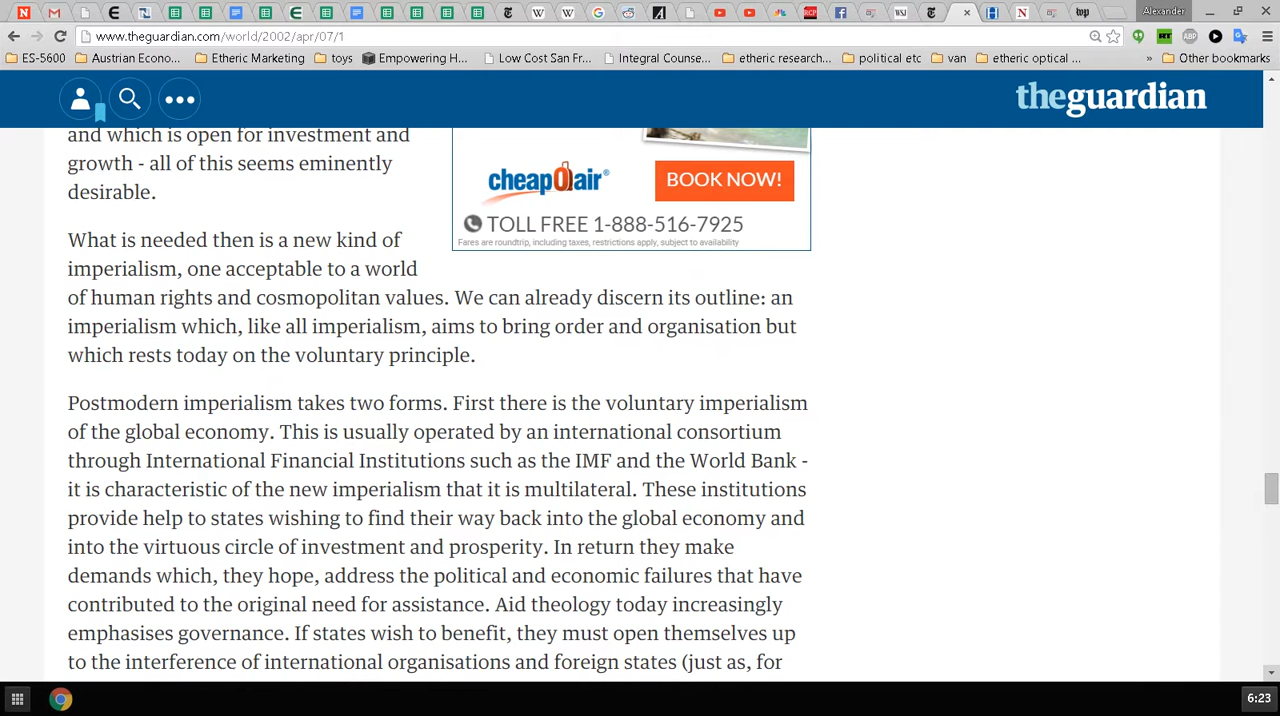 Alexander
www.theguardian.com/world/2002/apr/07/1
ES-5600
Austrian Econo...
Etheric Marketing
toys
Empowering H...
Low Cost San Fr...
Integral Counse...
etheric research...
political etc
van
etheric optical ...
»
Other bookmarks
theguardian
and which is open for investment and
growth - all of this seems eminently
desirable.
cheapOair®
BOOK NOW!
TOLL FREE 1-888-516-7925
Fares are roundtrip, including taxes, restrictions apply, subject to availability
What is needed then is a new kind of
imperialism, one acceptable to a world
of human rights and cosmopolitan values. We can already discern its outline: an
imperialism which, like all imperialism, aims to bring order and organisation but
which rests today on the voluntary principle.
Postmodern imperialism takes two forms. First there is the voluntary imperialism
of the global economy. This is usually operated by an international consortium
through International Financial Institutions such as the IMF and the World Bank -
it is characteristic of the new imperialism that it is multilateral. These institutions
provide help to states wishing to find their way back into the global economy and
into the virtuous circle of investment and prosperity. In return they make
demands which, they hope, address the political and economic failures that have
contributed to the original need for assistance. Aid theology today increasingly
emphasises governance. If states wish to benefit, they must open themselves up
to the interference of international organisations and foreign states (just as, for
6:23